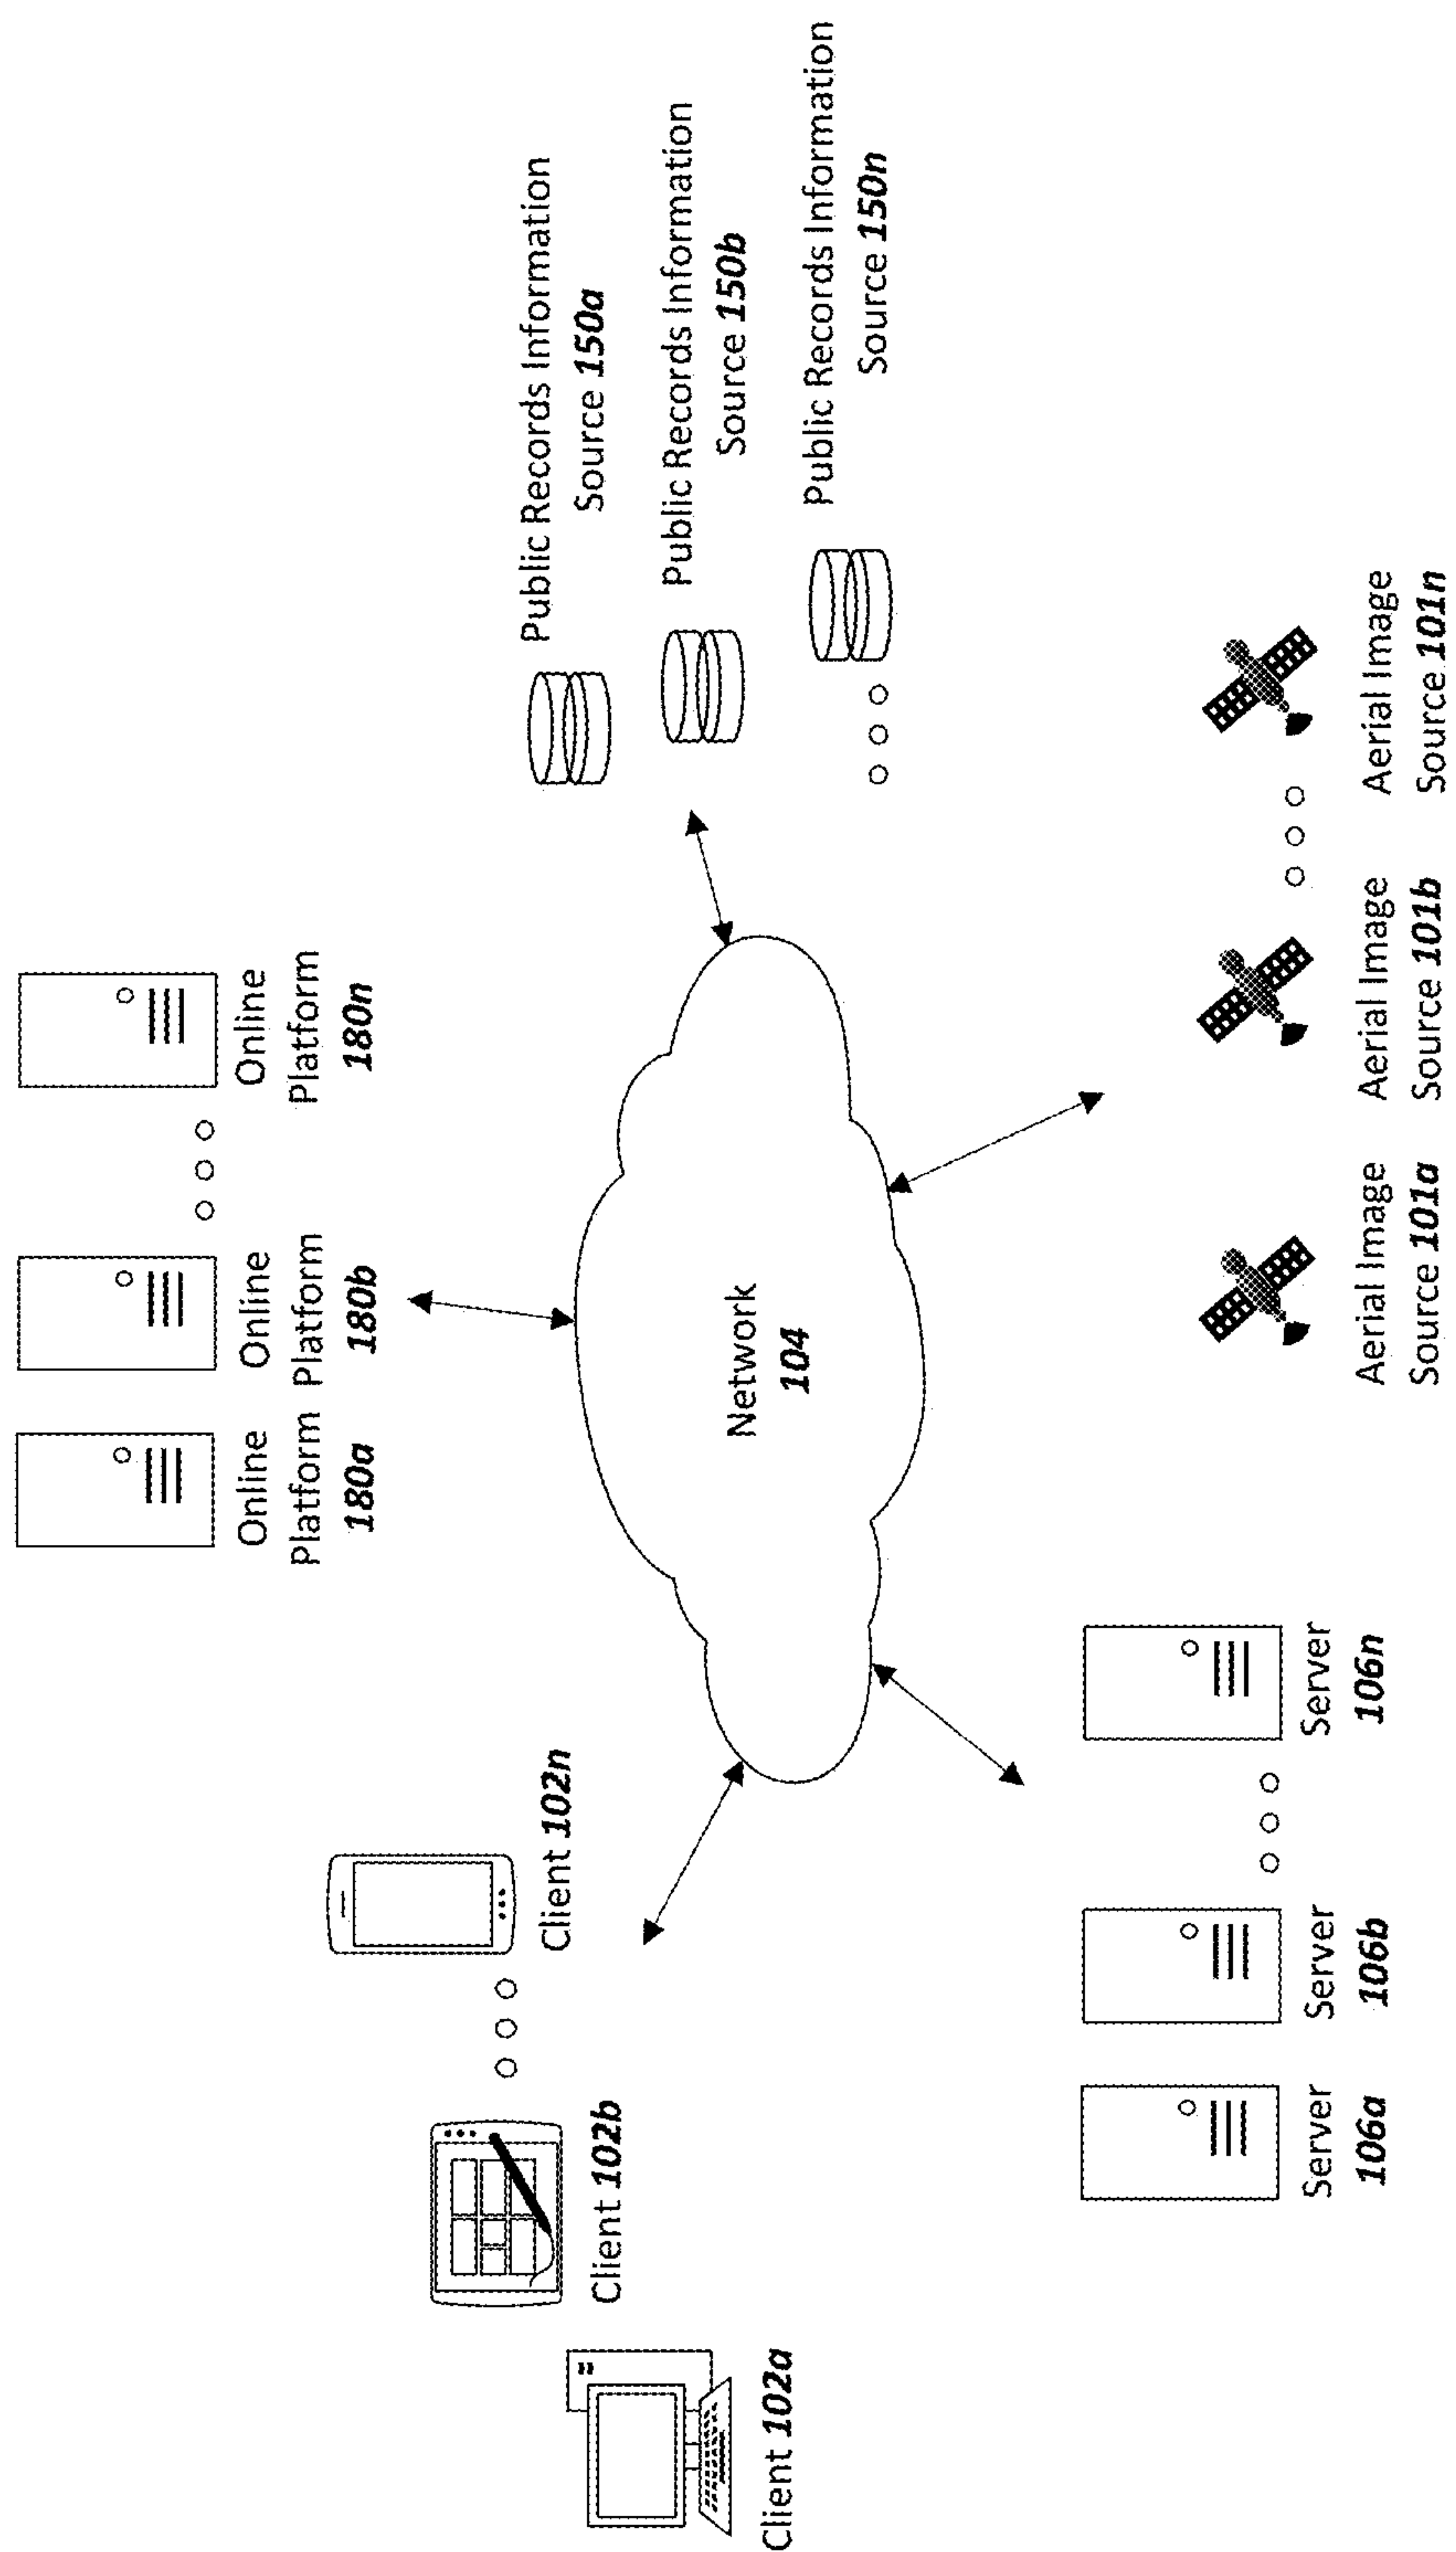 Online
Platform
180a
Online
Platform
180b
Online
Platform
180n
Client 102n
Client 102b
Client 102a
Network
104
Public Records Information
Source 150a
Public Records Information
Source 150b
Public Records Information
Source 150n
Server
106a
Server
106b
Server
106n
Aerial Image
Source 101a
Aerial Image
Source 101b
Aerial Image
Source 101n